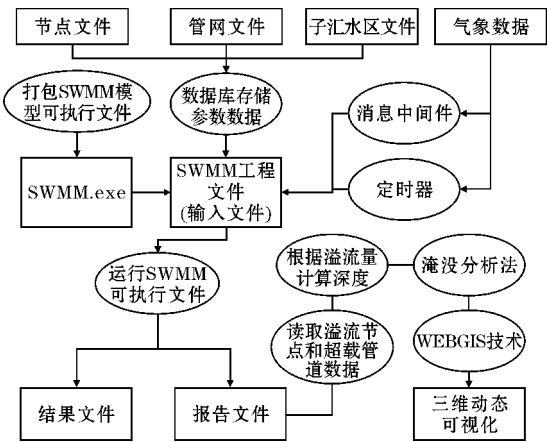 节点文件
管网文件
子汇水区文件
气象数据
打包SWMM模
型可执行文件
数据库存储
参数数据
消息中间件
SWMM.exe
SWMM工程
文件
(输入文件)
定时器
运行SWMM
可执行文件
根据溢流量
计算深度
淹没分析法
读取溢流节
点和超载管
道数据
WEBGIS技术
结果文件
报告文件
三维动态
可视化